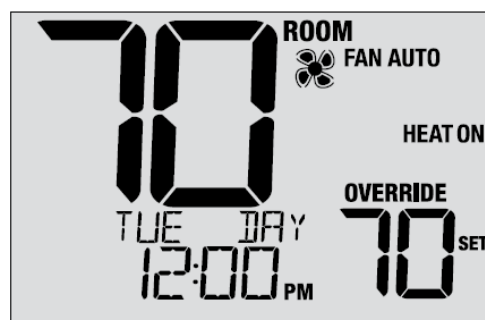 70 ROOM
FAN AUTO
HEAT ON
OVERRIDE
TUE DAY
70 SET
12:00 PM